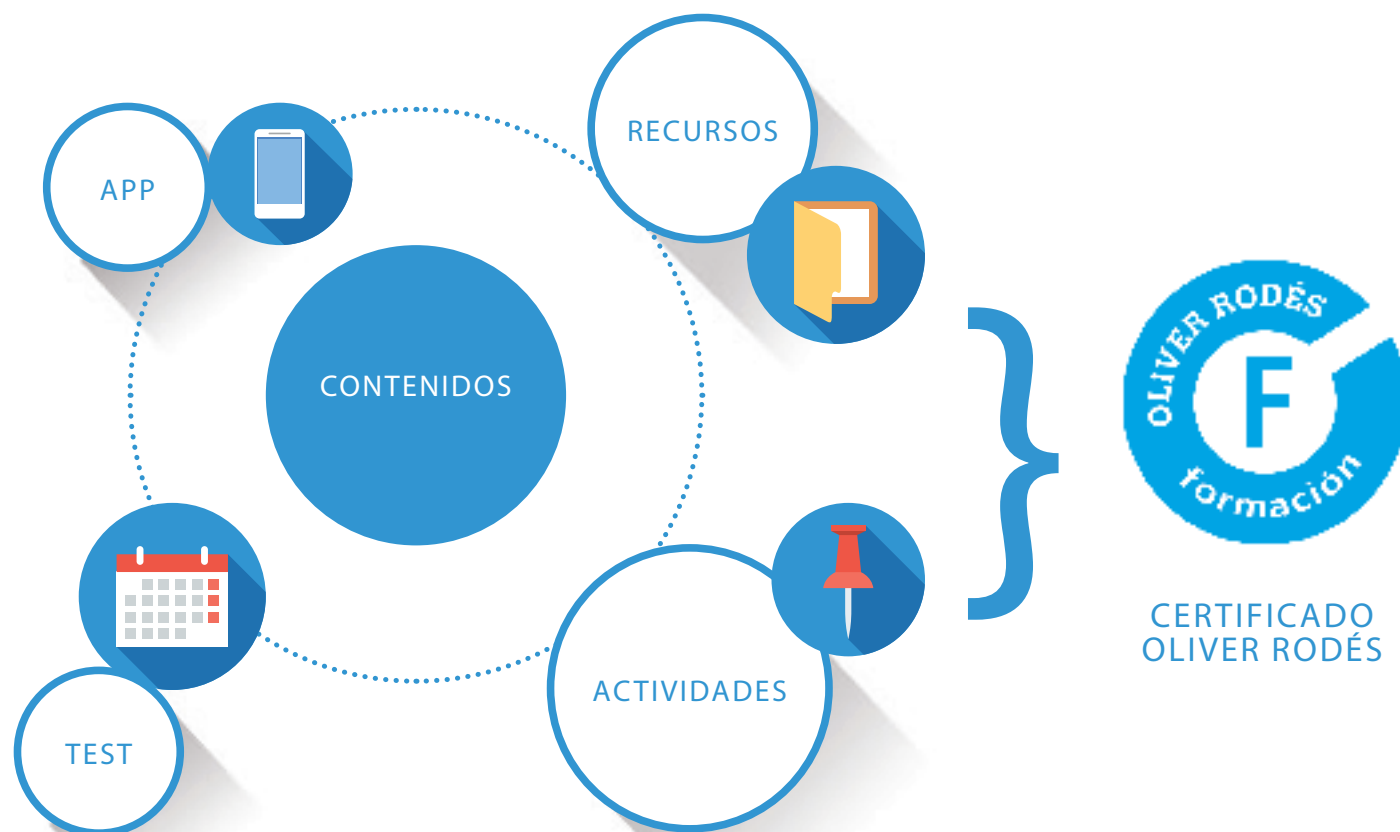 RECURSOS
APP
CONTENIDOS
TEST
ACTIVIDADES
OLIVER RODÉS
F
formación
CERTIFICADO
OLIVER RODÉS